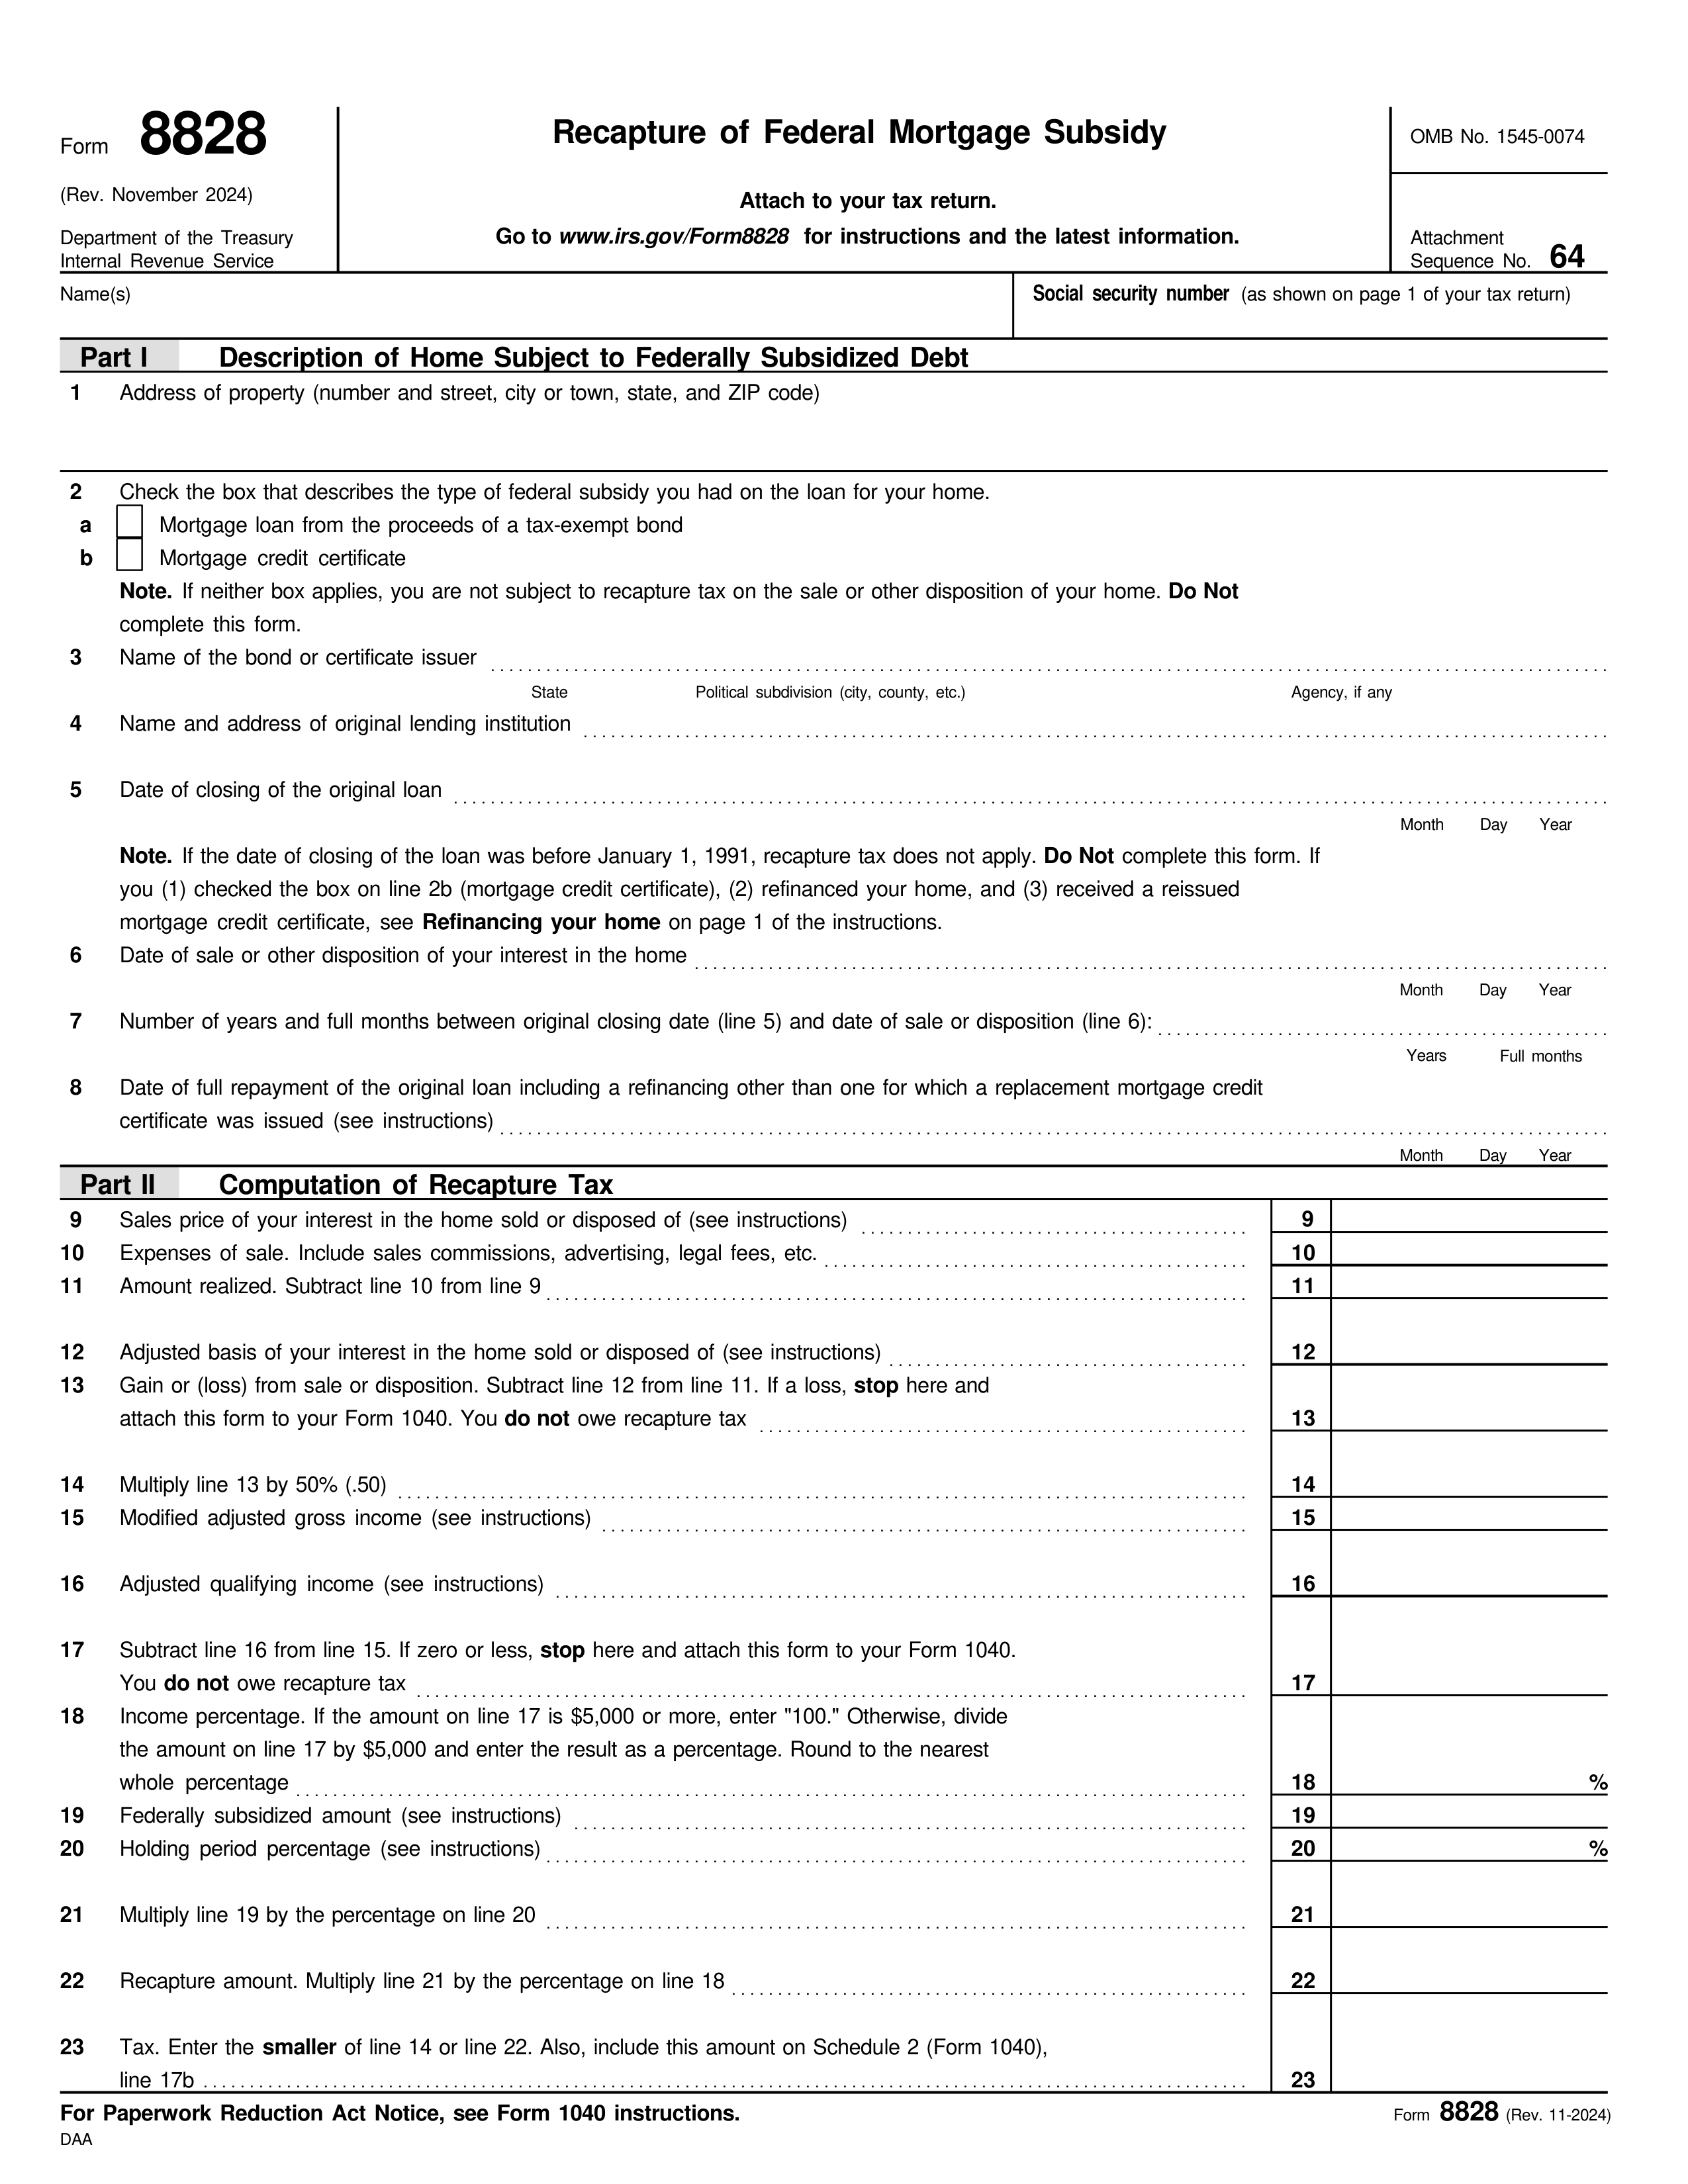 Form 8828
Recapture of Federal Mortgage Subsidy
OMB No. 1545-0074
(Rev. November 2024)
Attach to your tax return.
Department of the Treasury
Internal Revenue Service
Go to www.irs.gov/Form8828 for instructions and the latest information.
Attachment
Sequence No. 64
Name(s)
Social security number (as shown on page 1 of your tax return)
Part I Description of Home Subject to Federally Subsidized Debt
1 Address of property (number and street, city or town, state, and ZIP code)
2 Check the box that describes the type of federal subsidy you had on the loan for your home.
a Mortgage loan from the proceeds of a tax-exempt bond
b Mortgage credit certificate
Note. If neither box applies, you are not subject to recapture tax on the sale or other disposition of your home. Do Not
complete this form.
3 Name of the bond or certificate issuer
State Political subdivision (city, county, etc.) Agency, if any
4 Name and address of original lending institution
5 Date of closing of the original loan
Month Day Year
Note. If the date of closing of the loan was before January 1, 1991, recapture tax does not apply. Do Not complete this form. If
you (1) checked the box on line 2b (mortgage credit certificate), (2) refinanced your home, and (3) received a reissued
mortgage credit certificate, see Refinancing your home on page 1 of the instructions.
6 Date of sale or other disposition of your interest in the home
Month Day Year
7 Number of years and full months between original closing date (line 5) and date of sale or disposition (line 6):
Years Full months
8 Date of full repayment of the original loan including a refinancing other than one for which a replacement mortgage credit
certificate was issued (see instructions)
Month Day Year
Part II Computation of Recapture Tax
9 Sales price of your interest in the home sold or disposed of (see instructions) 9
10 Expenses of sale. Include sales commissions, advertising, legal fees, etc. 10
11 Amount realized. Subtract line 10 from line 9 11
12 Adjusted basis of your interest in the home sold or disposed of (see instructions) 12
13 Gain or (loss) from sale or disposition. Subtract line 12 from line 11. If a loss, stop here and
attach this form to your Form 1040. You do not owe recapture tax 13
14 Multiply line 13 by 50% (.50) 14
15 Modified adjusted gross income (see instructions) 15
16 Adjusted qualifying income (see instructions) 16
17 Subtract line 16 from line 15. If zero or less, stop here and attach this form to your Form 1040.
You do not owe recapture tax 17
18 Income percentage. If the amount on line 17 is $5,000 or more, enter "100." Otherwise, divide
the amount on line 17 by $5,000 and enter the result as a percentage. Round to the nearest
whole percentage 18 %
19 Federally subsidized amount (see instructions) 19
20 Holding period percentage (see instructions) 20 %
21 Multiply line 19 by the percentage on line 20 21
22 Recapture amount. Multiply line 21 by the percentage on line 18 22
23 Tax. Enter the smaller of line 14 or line 22. Also, include this amount on Schedule 2 (Form 1040),
line 17b 23
For Paperwork Reduction Act Notice, see Form 1040 instructions.
Form 8828 (Rev. 11-2024)
DAA